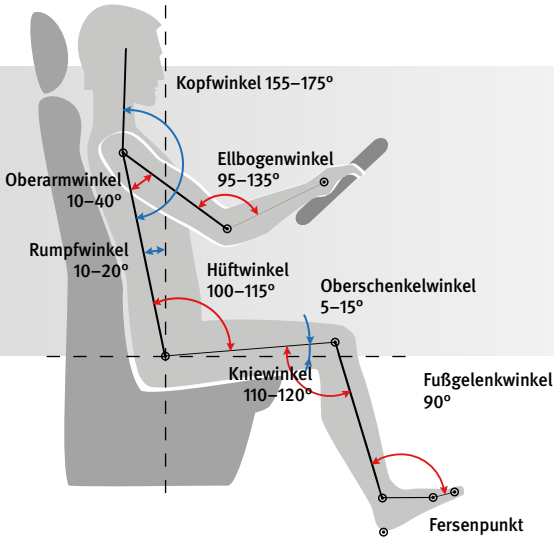 Kopfwinkel 155–175°
Ellbogenwinkel
95–135°
Oberarmwinkel
10–40°
Rumpfwinkel
10–20°
Hüftwinkel
100–115°
Oberschenkelwinkel
5–15°
Kniewinkel
110–120°
Fußgelenkwinkel
90°
Fersenpunkt